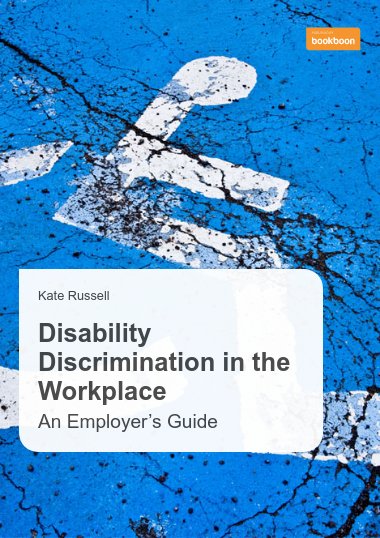 bookboon
Kate Russell
Disability
Discrimination in the
Workplace
An Employer's Guide